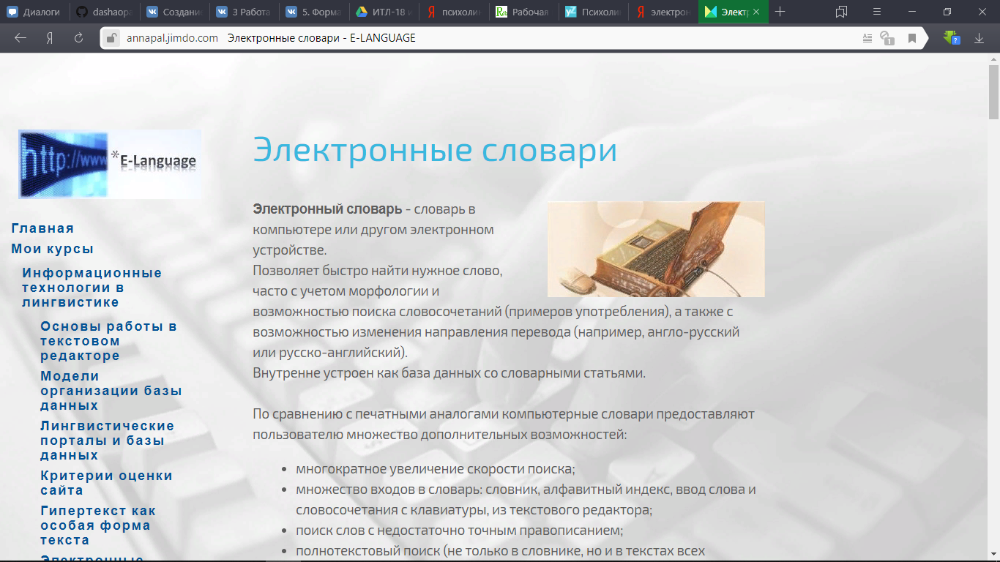 Диалоги
dashaopa
Создани
3 Работа
5. Форма
ИТЛ-18 и
психоли
Рабочая
Психоли
электрон
Электр
Я
annapal.jimdo.com Электронные словари - E-LANGUAGE
http://www
*E-Language
Главная
Мои курсы
Информационные
технологии в
лингвистике
Основы работы в
текстовом
редакторе
Модели
организации базы
данных
Лингвистические
порталы и базы
данных
Критерии оценки
сайта
Гипертекст как
особая форма
текста
Электронные
Электронные словари
Электронный словарь - словарь в
компьютере или другом электронном
устройстве.
Позволяет быстро найти нужное слово,
часто с учетом морфологии и
возможностью поиска словосочетаний (примеров употребления), а также с
возможностью изменения направления перевода (например, англо-русский
или русско-английский).
Внутренне устроен как база данных со словарными статьями.
По сравнению с печатными аналогами компьютерные словари предоставляют
пользователю множество дополнительных возможностей:
• многократное увеличение скорости поиска;
• множество входов в словарь: словник, алфавитный индекс, ввод слова и
словосочетания с клавиатуры, из текстового редактора;
• поиск слов с недостаточно точным правописанием;
• полнотекстовый поиск (не только в словнике, но и в текстах всех